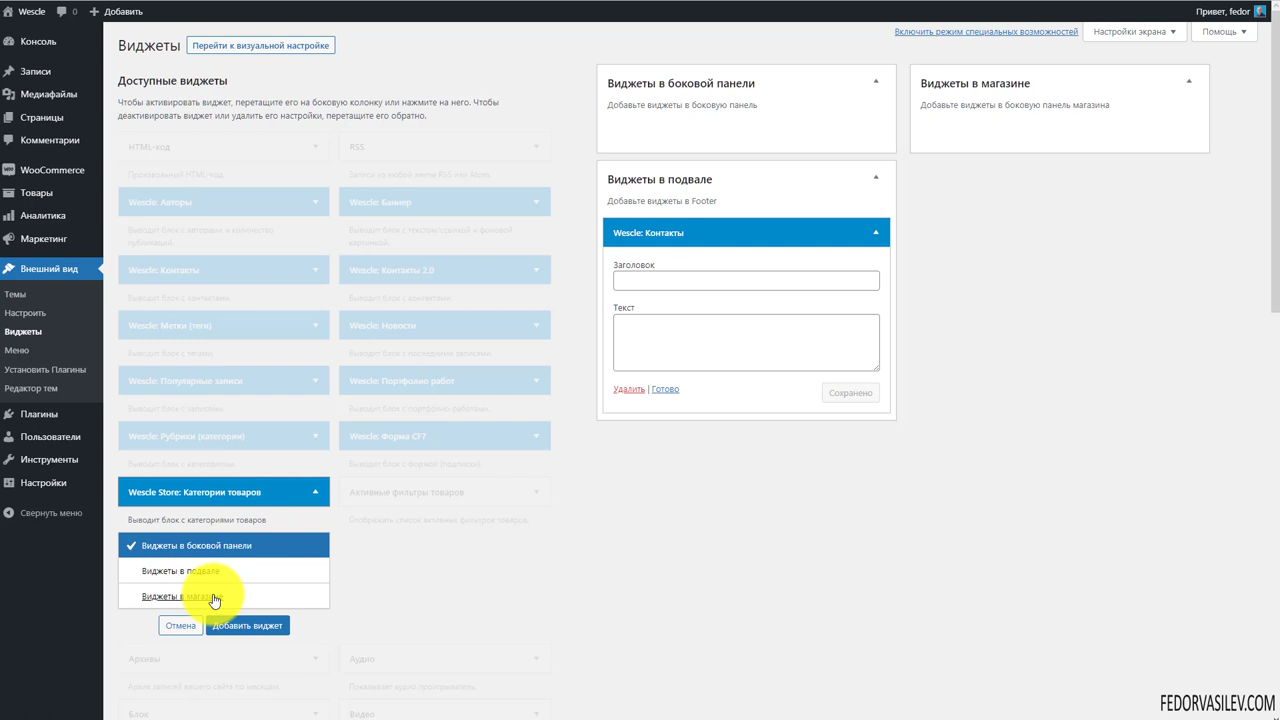 Wescle
0
Добавить
Привет, fedor
Консоль
Записи
Медиафайлы
Страницы
Комментарии
WooCommerce
Товары
Аналитика
Маркетинг
Внешний вид
Темы
Настроить
Виджеты
Меню
Установить Плагины
Редактор тем
Плагины
Пользователи
Инструменты
Настройки
Свернуть меню
Виджеты
Перейти к визуальной настройке
Включить режим специальных возможностей
Настройки экрана
Помощь
Доступные виджеты
Чтобы активировать виджет, перетащите его на боковую колонку или нажмите на него. Чтобы
деактивировать виджет или удалить его настройки, перетащите его обратно.
HTML-код
RSS
Произвольный HTML-код.
Записи из любой ленты RSS или Atom.
Wescle: Авторы
Wescle: Баннер
Выводит блок с авторами и количество
публикаций
Выводит блок с текстом/ссылкой и фоновой
картинкой.
Wescle: Контакты
Wescle: Контакты 2.0
Выводит блок с контактами.
Выводит блок с контактами.
Wescle: Метки (теги)
Wescle: Новости
Выводит блок с тегами.
Выводит блок с последними записями.
Wescle: Популярные записи
Wescle: Портфолио работ
Выводит блок с записями.
Выводит блок с портфолио работами.
Wescle: Рубрики (категории)
Wescle: Форма CF7
Выводит блок с категориями
Выводит блок с формой (подписки)
Wescle Store: Категории товаров
Активные фильтры товаров
Выводит блок с категориями товаров
Отображать список активных фильтров товаров.
Виджеты в боковой панели
Виджеты в подвале
Виджеты в магазине
Отмена
Добавить виджет
Архивы
Аудио
Архив записей вашего сайта по месяцам.
Показывает аудио проигрыватель.
Блок
Видео
Виджеты в боковой панели
Добавьте виджеты в боковую панель
Виджеты в подвале
Добавьте виджеты в Footer
Wescle: Контакты
Заголовок
Текст
Удалить | Готово
Сохранено
Виджеты в магазине
Добавьте виджеты в боковую панель магазина
FEDORVASILEV.COM